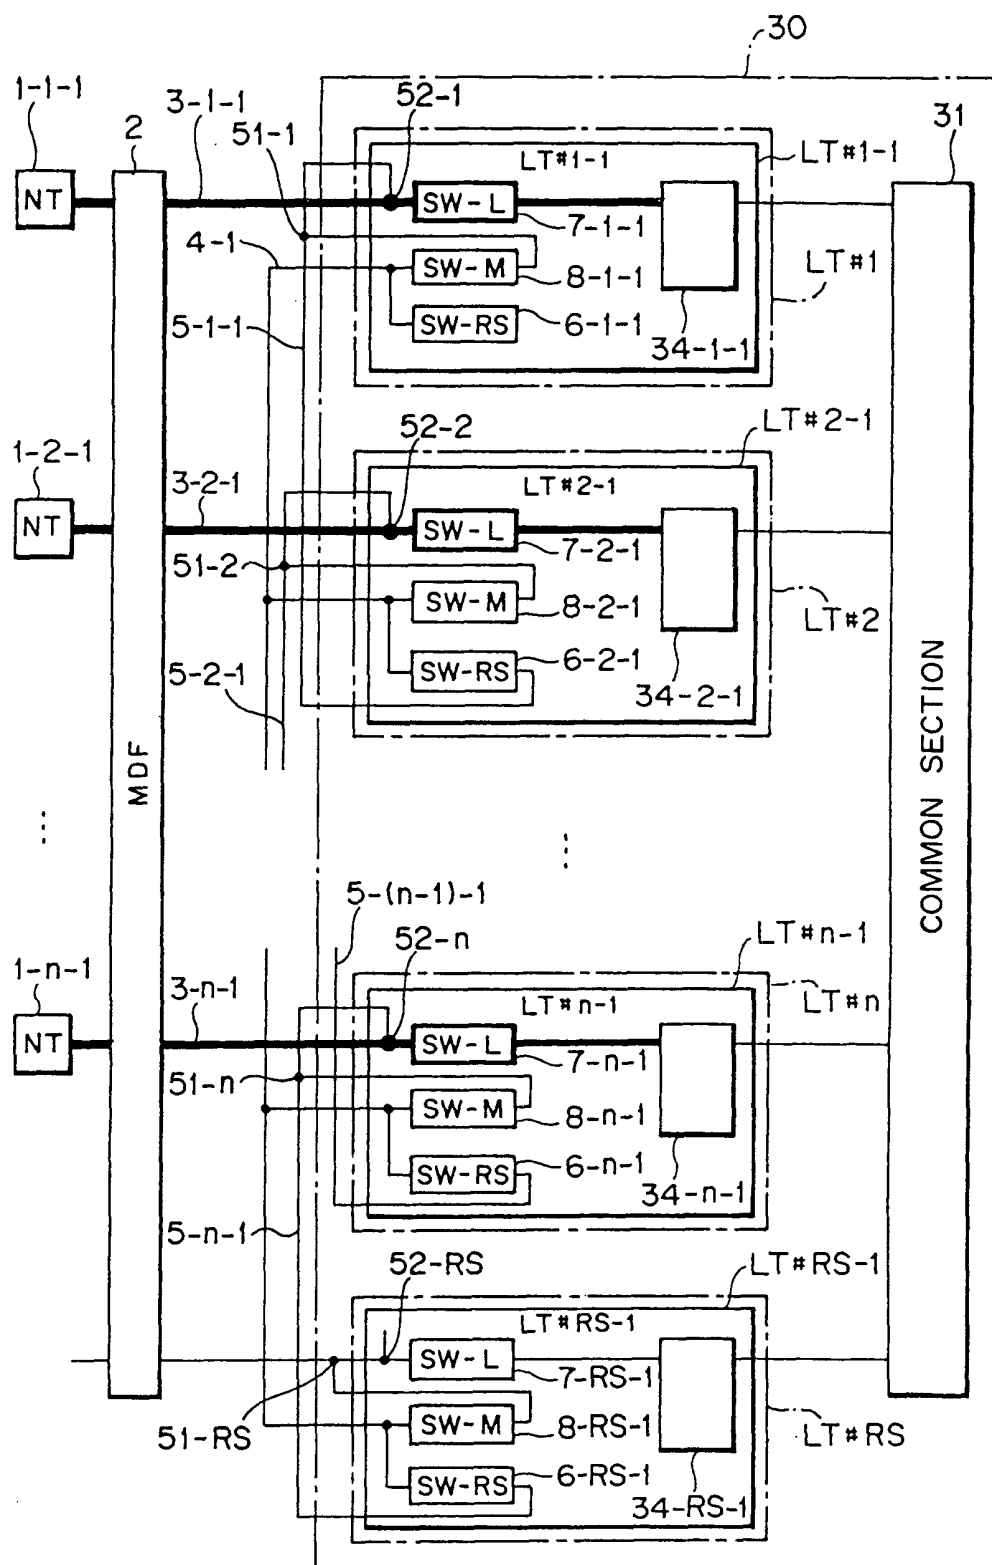 30
1-1-1
2
3-1-1
51-1
52-1
31
LT#1-1
LT#1-1
NT
SW-L
7-1-1
4-1
SW-M
8-1-1
LT#1
5-1-1
SW-RS
6-1-1
34-1-1
1-2-1
3-2-1
52-2
LT#2-1
LT#2-1
NT
SW-L
7-2-1
51-2
SW-M
8-2-1
LT#2
5-2-1
SW-RS
6-2-1
34-2-1
MDF
COMMON SECTION
5-(n-1)-1
1-n-1
3-n-1
52-n
LT#n-1
LT#n-1
LT#n
NT
SW-L
7-n-1
51-n
SW-M
8-n-1
SW-RS
6-n-1
34-n-1
5-n-1
52-RS
LT#RS-1
LT#RS-1
SW-L
7-RS-1
51-RS
SW-M
8-RS-1
LT#RS
SW-RS
6-RS-1
34-RS-1